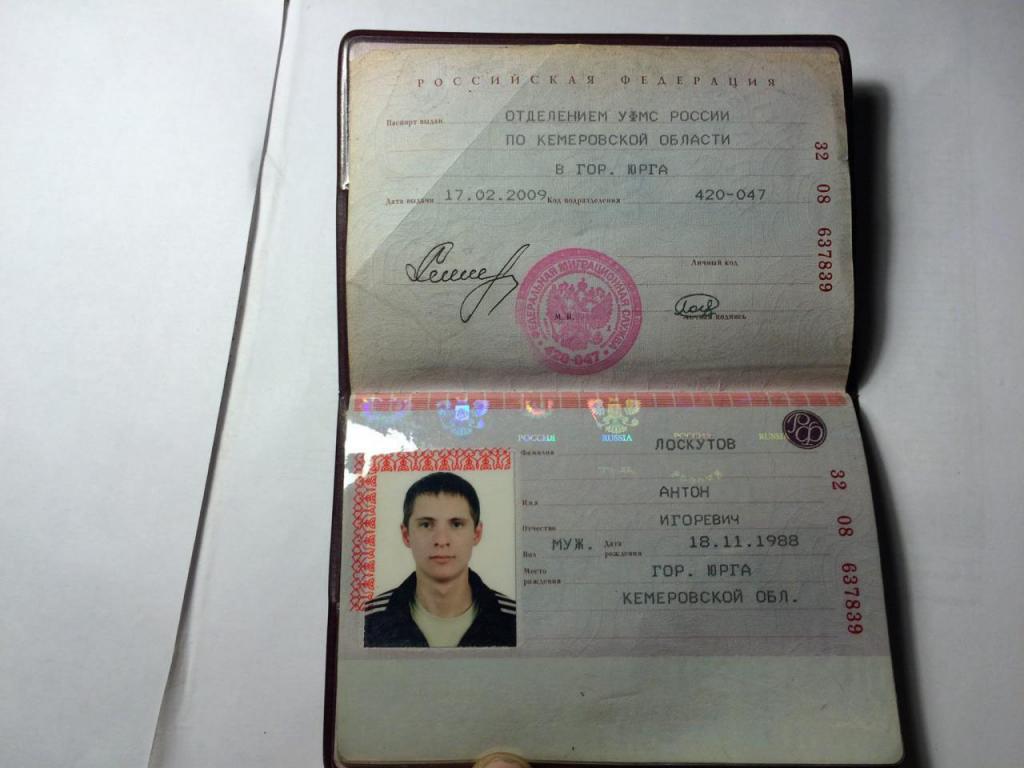 РОССИЙСКАЯ ФЕДЕРАЦИЯ
Паспорт выдан ОТДЕЛЕНИЕМ УФМС РОССИИ
ПО КЕМЕРОВСКОЙ ОБЛАСТИ
В ГОР. ЮРГА
Дата выдачи 17.02.2009 Код подразделения 420-047
32 08 637839
Личный код
ФЕДЕРАЛЬНАЯ МИГРАЦИОННАЯ СЛУЖБА
420-047
М. П.
Личная подпись
РОССИЯ RUSSIA РОССИЯ RUSSIA
РФ
Фамилия ЛОСКУТОВ
Имя АНТОН
Отчество ИГОРЕВИЧ
Пол МУЖ. Дата рождения 18.11.1988
Место рождения ГОР. ЮРГА
КЕМЕРОВСКОЙ ОБЛ.
32 08 637839